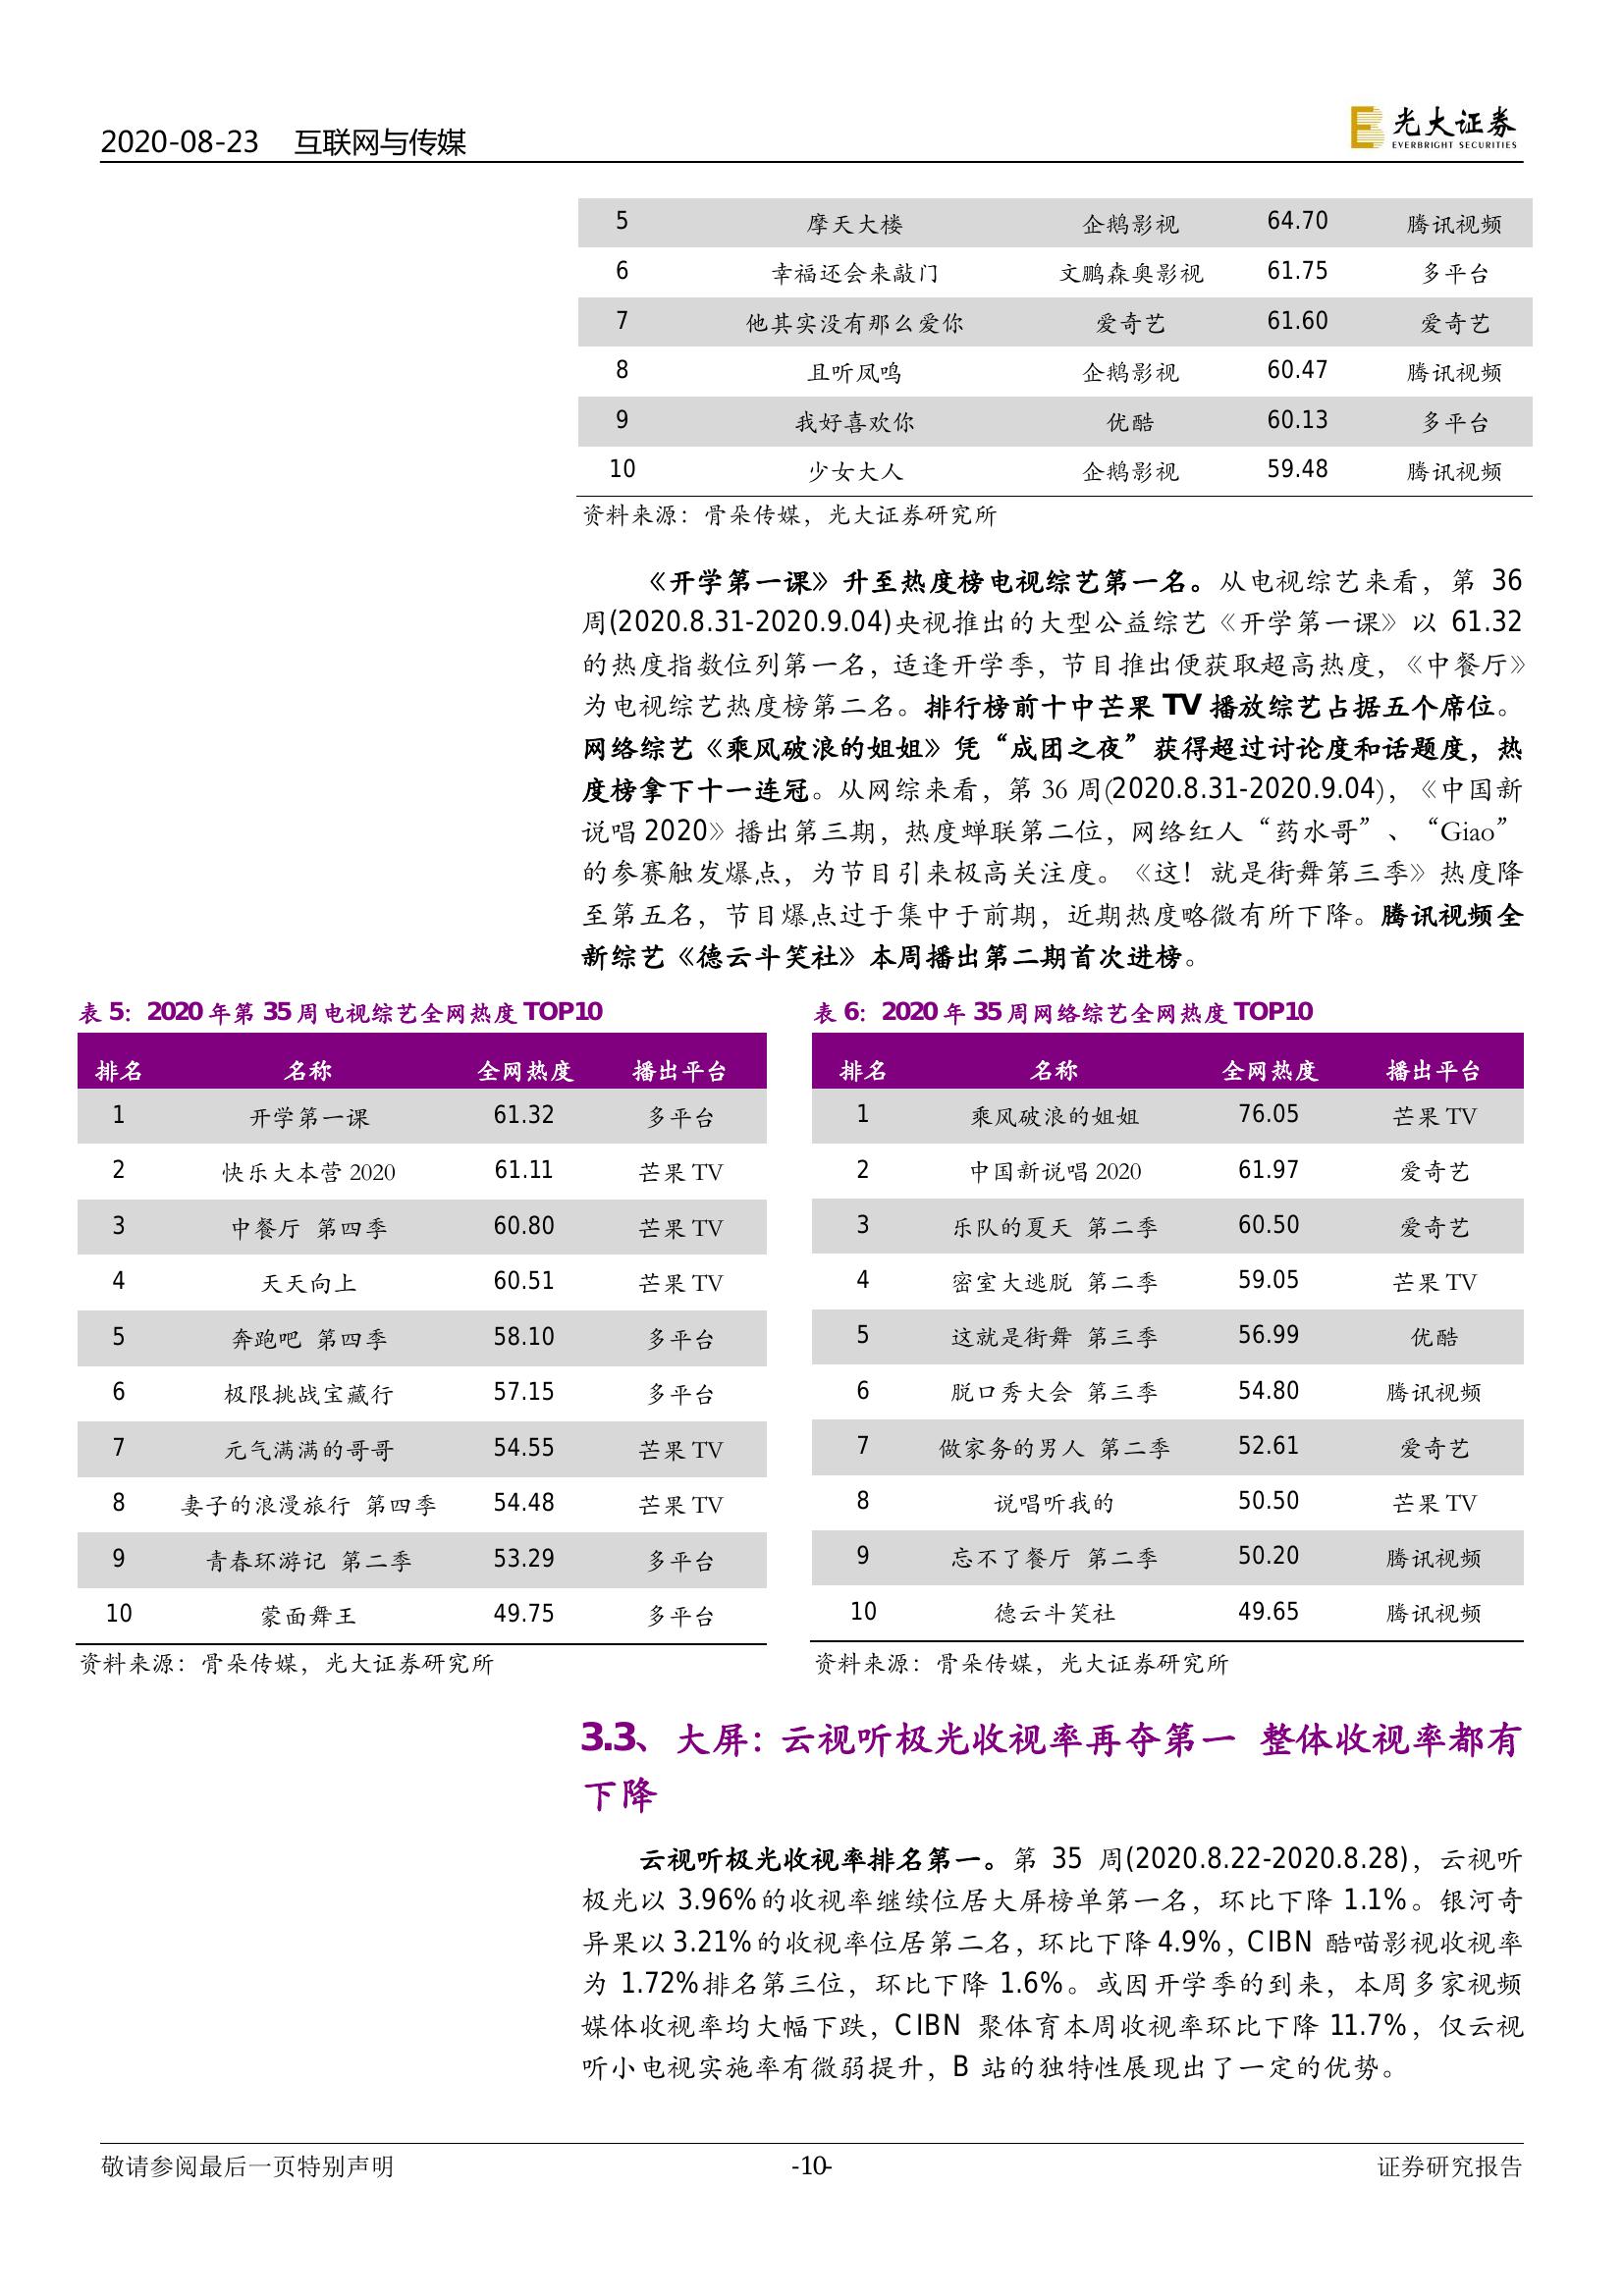 2020-08-23 互联网与传媒
光大证券
EVERBRIGHT SECURITIES
5 摩天大楼 企鹅影视 64.70 腾讯视频
6 幸福还会来敲门 文鹏森奥影视 61.75 多平台
7 他其实没有那么爱你 爱奇艺 61.60 爱奇艺
8 且听凤鸣 企鹅影视 60.47 腾讯视频
9 我好喜欢你 优酷 60.13 多平台
10 少女大人 企鹅影视 59.48 腾讯视频
资料来源：骨朵传媒，光大证券研究所
《开学第一课》升至热度榜电视综艺第一名。从电视综艺来看，第 36
周(2020.8.31-2020.9.04)央视推出的大型公益综艺《开学第一课》以 61.32
的热度指数位列第一名，适逢开学季，节目推出便获取超高热度，《中餐厅》
为电视综艺热度榜第二名。排行榜前十中芒果 TV 播放综艺占据五个席位。
网络综艺《乘风破浪的姐姐》凭“成团之夜”获得超过讨论度和话题度，热
度榜拿下十一连冠。从网综来看，第 36 周(2020.8.31-2020.9.04)，《中国新
说唱 2020》播出第三期，热度蝉联第二位，网络红人“药水哥”、“Giao”
的参赛触发爆点，为节目引来极高关注度。《这！就是街舞第三季》热度降
至第五名，节目爆点过于集中于前期，近期热度略微有所下降。腾讯视频全
新综艺《德云斗笑社》本周播出第二期首次进榜。
表 5：2020 年第 35 周电视综艺全网热度 TOP10
排名 名称 全网热度 播出平台
1 开学第一课 61.32 多平台
2 快乐大本营 2020 61.11 芒果 TV
3 中餐厅 第四季 60.80 芒果 TV
4 天天向上 60.51 芒果 TV
5 奔跑吧 第四季 58.10 多平台
6 极限挑战宝藏行 57.15 多平台
7 元气满满的哥哥 54.55 芒果 TV
8 妻子的浪漫旅行 第四季 54.48 芒果 TV
9 青春环游记 第二季 53.29 多平台
10 蒙面舞王 49.75 多平台
资料来源：骨朵传媒，光大证券研究所
表 6：2020 年 35 周网络综艺全网热度 TOP10
排名 名称 全网热度 播出平台
1 乘风破浪的姐姐 76.05 芒果 TV
2 中国新说唱 2020 61.97 爱奇艺
3 乐队的夏天 第二季 60.50 爱奇艺
4 密室大逃脱 第二季 59.05 芒果 TV
5 这就是街舞 第三季 56.99 优酷
6 脱口秀大会 第三季 54.80 腾讯视频
7 做家务的男人 第二季 52.61 爱奇艺
8 说唱听我的 50.50 芒果 TV
9 忘不了餐厅 第二季 50.20 腾讯视频
10 德云斗笑社 49.65 腾讯视频
资料来源：骨朵传媒，光大证券研究所
3.3、大屏：云视听极光收视率再夺第一 整体收视率都有
下降
云视听极光收视率排名第一。第 35 周(2020.8.22-2020.8.28)，云视听
极光以 3.96%的收视率继续位居大屏榜单第一名，环比下降 1.1%。银河奇
异果以 3.21%的收视率位居第二名，环比下降 4.9%，CIBN 酷喵影视收视率
为 1.72%排名第三位，环比下降 1.6%。或因开学季的到来，本周多家视频
媒体收视率均大幅下跌，CIBN 聚体育本周收视率环比下降 11.7%，仅云视
听小电视实施率有微弱提升，B 站的独特性展现出了一定的优势。
敬请参阅最后一页特别声明 -10- 证券研究报告